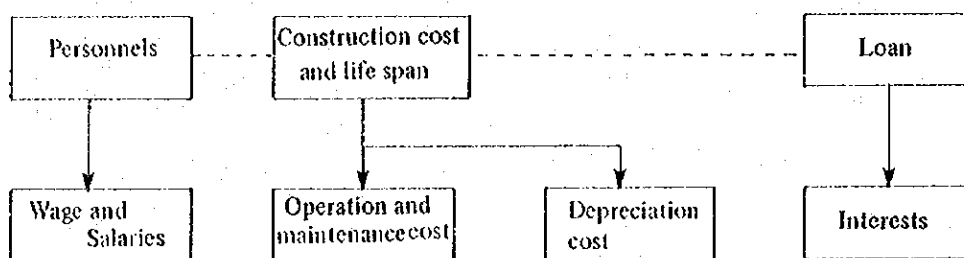 Personnels
Construction cost
and life span
Loan
Wage and
Salaries
Operation and
maintenance cost
Depreciation
cost
Interests